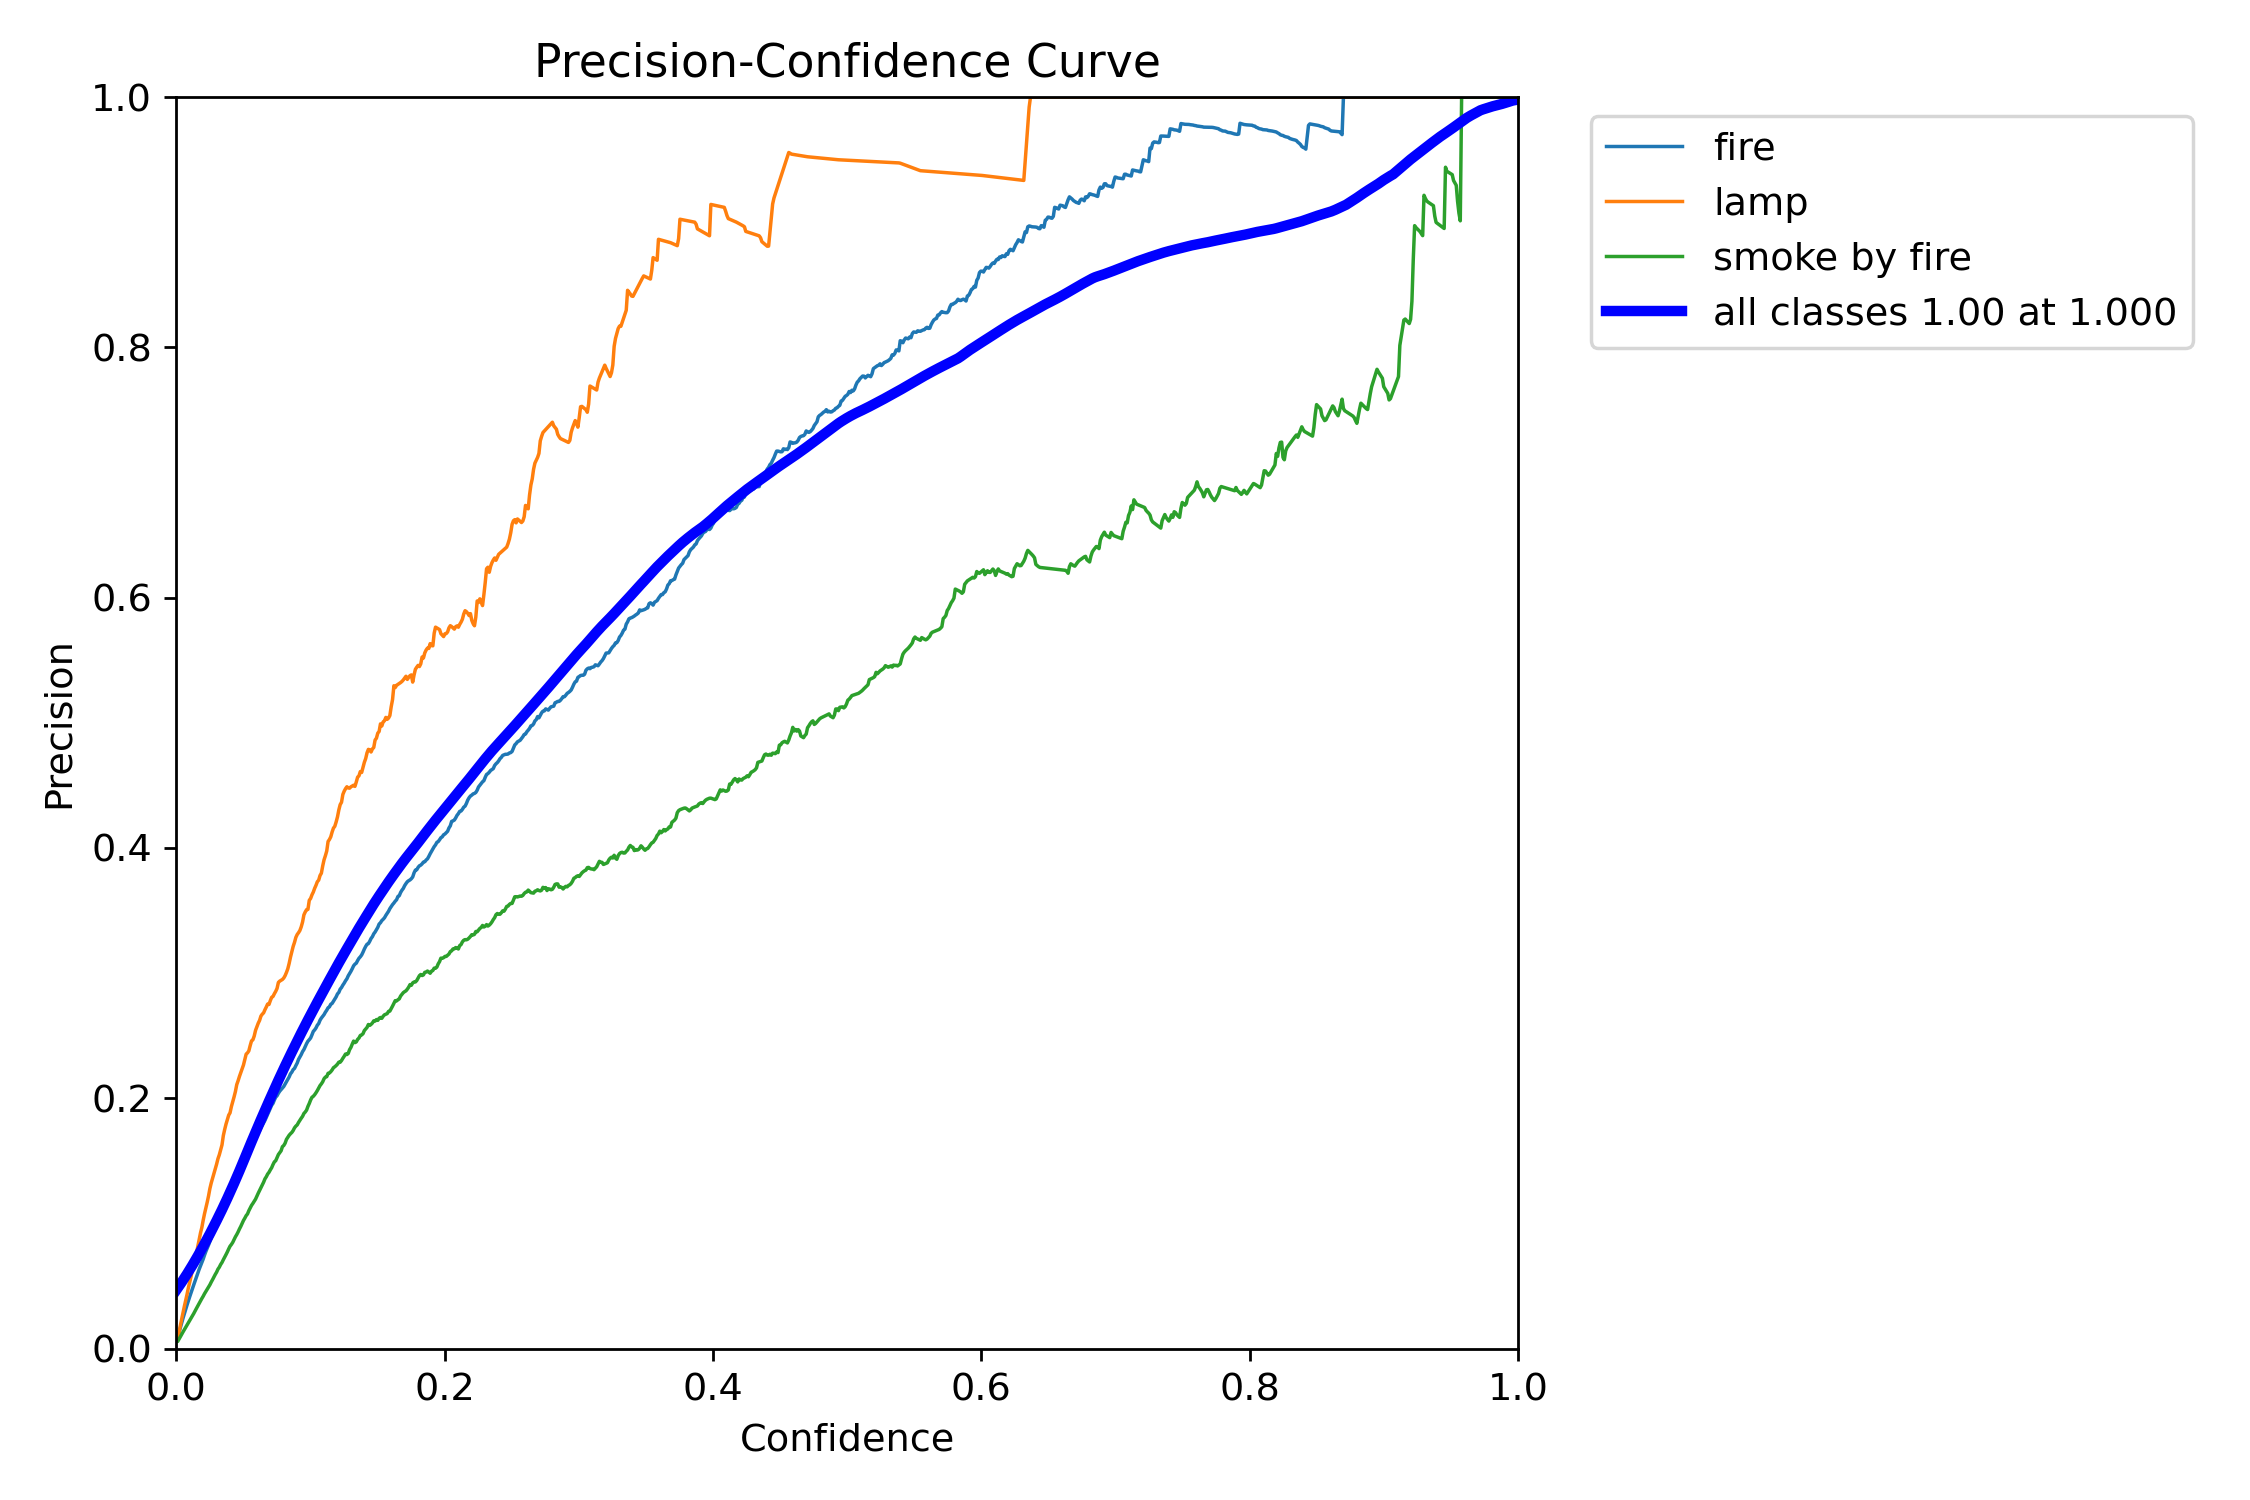 Precision-Confidence Curve
1.0
0.8
0.6
0.4
0.2
0.0
Precision
0.0 0.2 0.4 0.6 0.8 1.0
Confidence
fire
lamp
smoke by fire
all classes 1.00 at 1.000